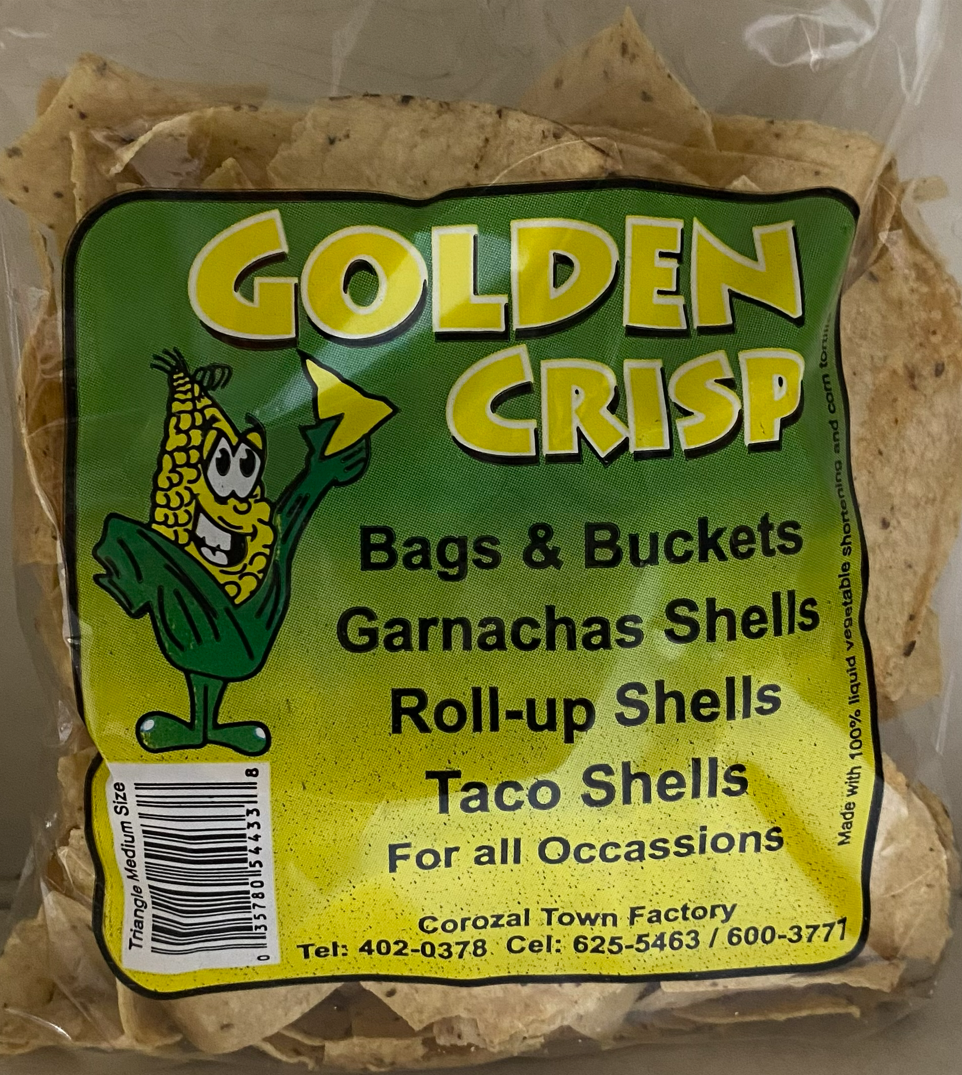 GOLDEN
CRISP
Bags & Buckets
Garnachas Shells
Roll-up Shells
Taco Shells
For all Occassions
Corozal Town Factory
Tel: 402-0378 Cel: 625-5463 / 600-3771
Triangle Medium Size
0 35780 54433 8
Made with 100% liquid vegetable shortening and corn